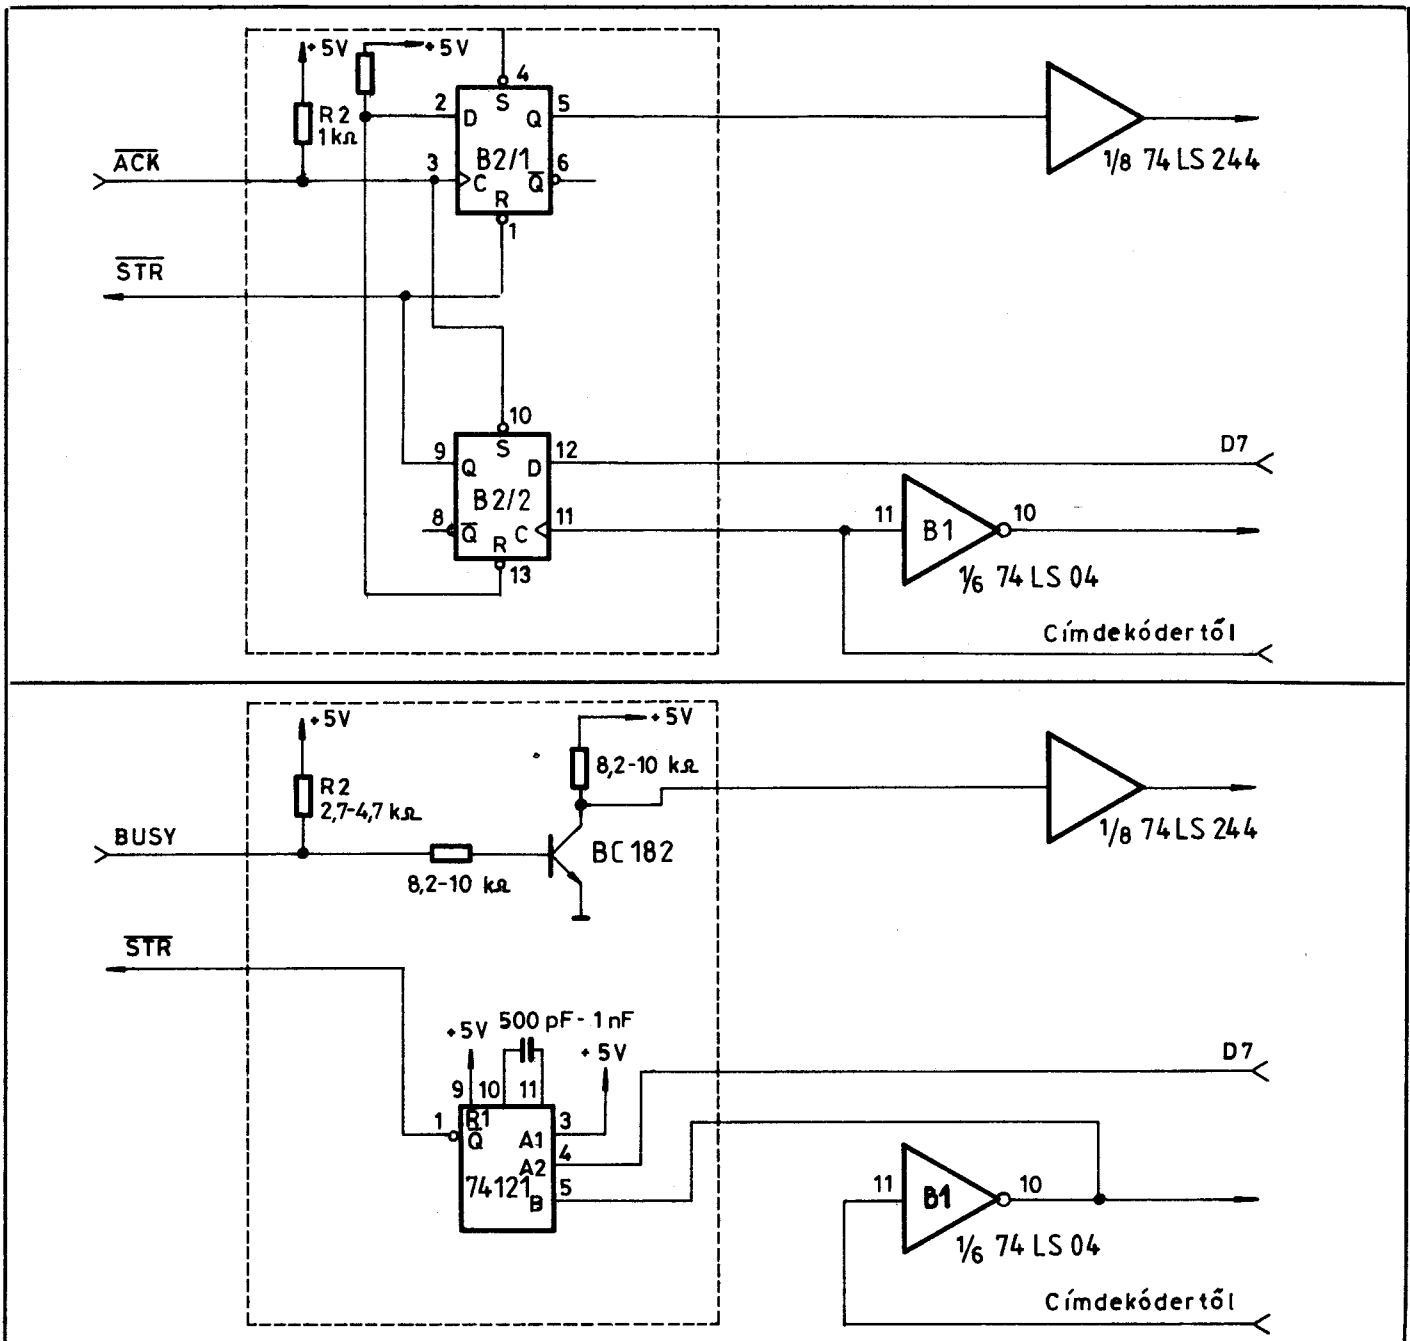 +5V
+5V
4
S
2
D
Q
5
R2
1kΩ
B2/1
ACK
3
C
Q
6
R
1
1/8 74 LS 244
STR
10
S
9
Q
D
12
D7
B2/2
8
Q
C
11
R
13
11
B1
10
1/6 74 LS 04
Címdekódertől
+5V
+5V
R2
2,7-4,7 kΩ
8,2-10 kΩ
BUSY
8,2-10 kΩ
BC 182
1/8 74 LS 244
STR
+5V
500 pF - 1 nF
+5V
D7
9
10
11
1
R1
Q
A1
3
A2
4
74121
B
5
11
B1
10
1/6 74 LS 04
Címdekódertől